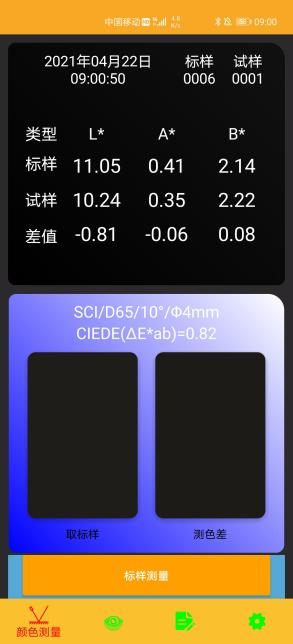 中国移动 HD 4.8 K/s 09:00
2021年04月22日 标样 试样
09:00:50 0006 0001
类型 L* A* B*
标样 11.05 0.41 2.14
试样 10.24 0.35 2.22
差值 -0.81 -0.06 0.08
SCI/D65/10°/Φ4mm
CIEDE(ΔE*ab)=0.82
取标样 测色差
标样测量
颜色测量